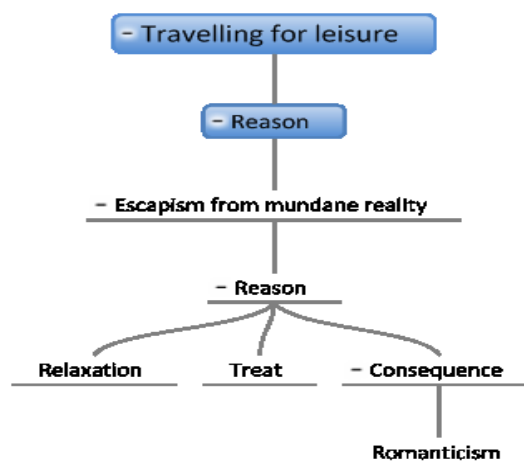 - Travelling for leisure
- Reason
- Escapism from mundane reality
- Reason
Relaxation
Treat
- Consequence
Romanticism